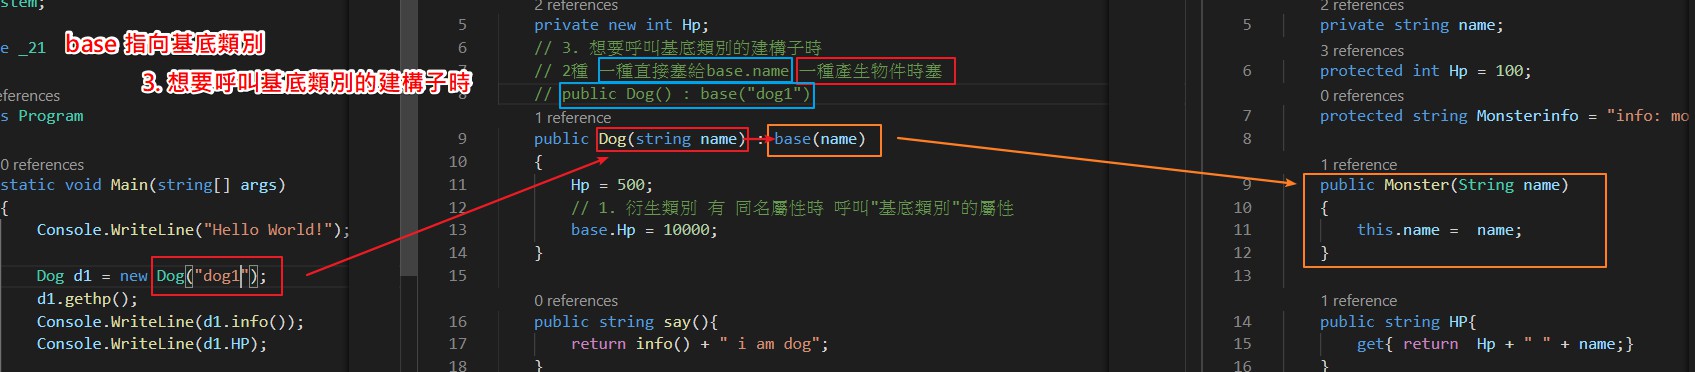 stem;
e _21
base 指向基底類別
3. 想要呼叫基底類別的建構子時
eferences
s Program
0 references
static void Main(string[] args)
{
Console.WriteLine("Hello World!");
Dog d1 = new Dog("dog1");
d1.gethp();
Console.WriteLine(d1.info());
Console.WriteLine(d1.HP);
2 references
5 private new int Hp;
6 // 3. 想要呼叫基底類別的建構子時
7 // 2種 一種直接塞給base.name 一種產生物件時塞
8 // public Dog() : base("dog1")
1 reference
9 public Dog(string name) : base(name)
10 {
11 Hp = 500;
12 // 1. 衍生類別 有 同名屬性時 呼叫"基底類別"的屬性
13 base.Hp = 10000;
14 }
15
0 references
16 public string say(){
17 return info() + " i am dog";
18 }
2 references
5 private string name;
3 references
6 protected int Hp = 100;
0 references
7 protected string Monsterinfo = "info: mo
8
1 reference
9 public Monster(String name)
10 {
11 this.name =  name;
12 }
13
1 reference
14 public string HP{
15 get{ return  Hp + " " + name;}
16 }